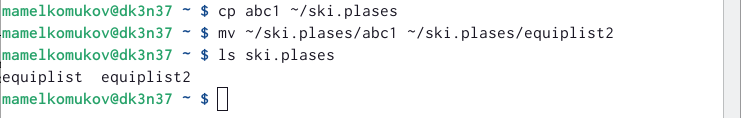 mamelkomukov@dk3n37 ~ $ cp abc1 ~/ski.plases
mamelkomukov@dk3n37 ~ $ mv ~/ski.plases/abc1 ~/ski.plases/equiplist2
mamelkomukov@dk3n37 ~ $ ls ski.plases
equiplist  equiplist2
mamelkomukov@dk3n37 ~ $